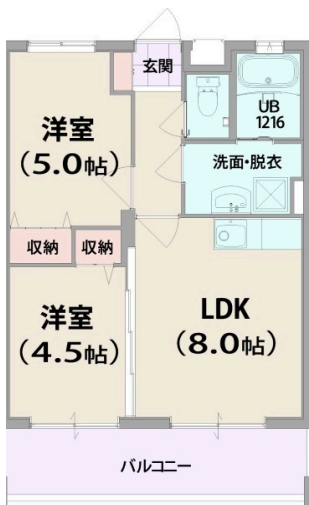 玄関
UB
1216
洋室
（5.0帖）
洗面・脱衣
収納
収納
洋室
（4.5帖）
LDK
（8.0帖）
バルコニー